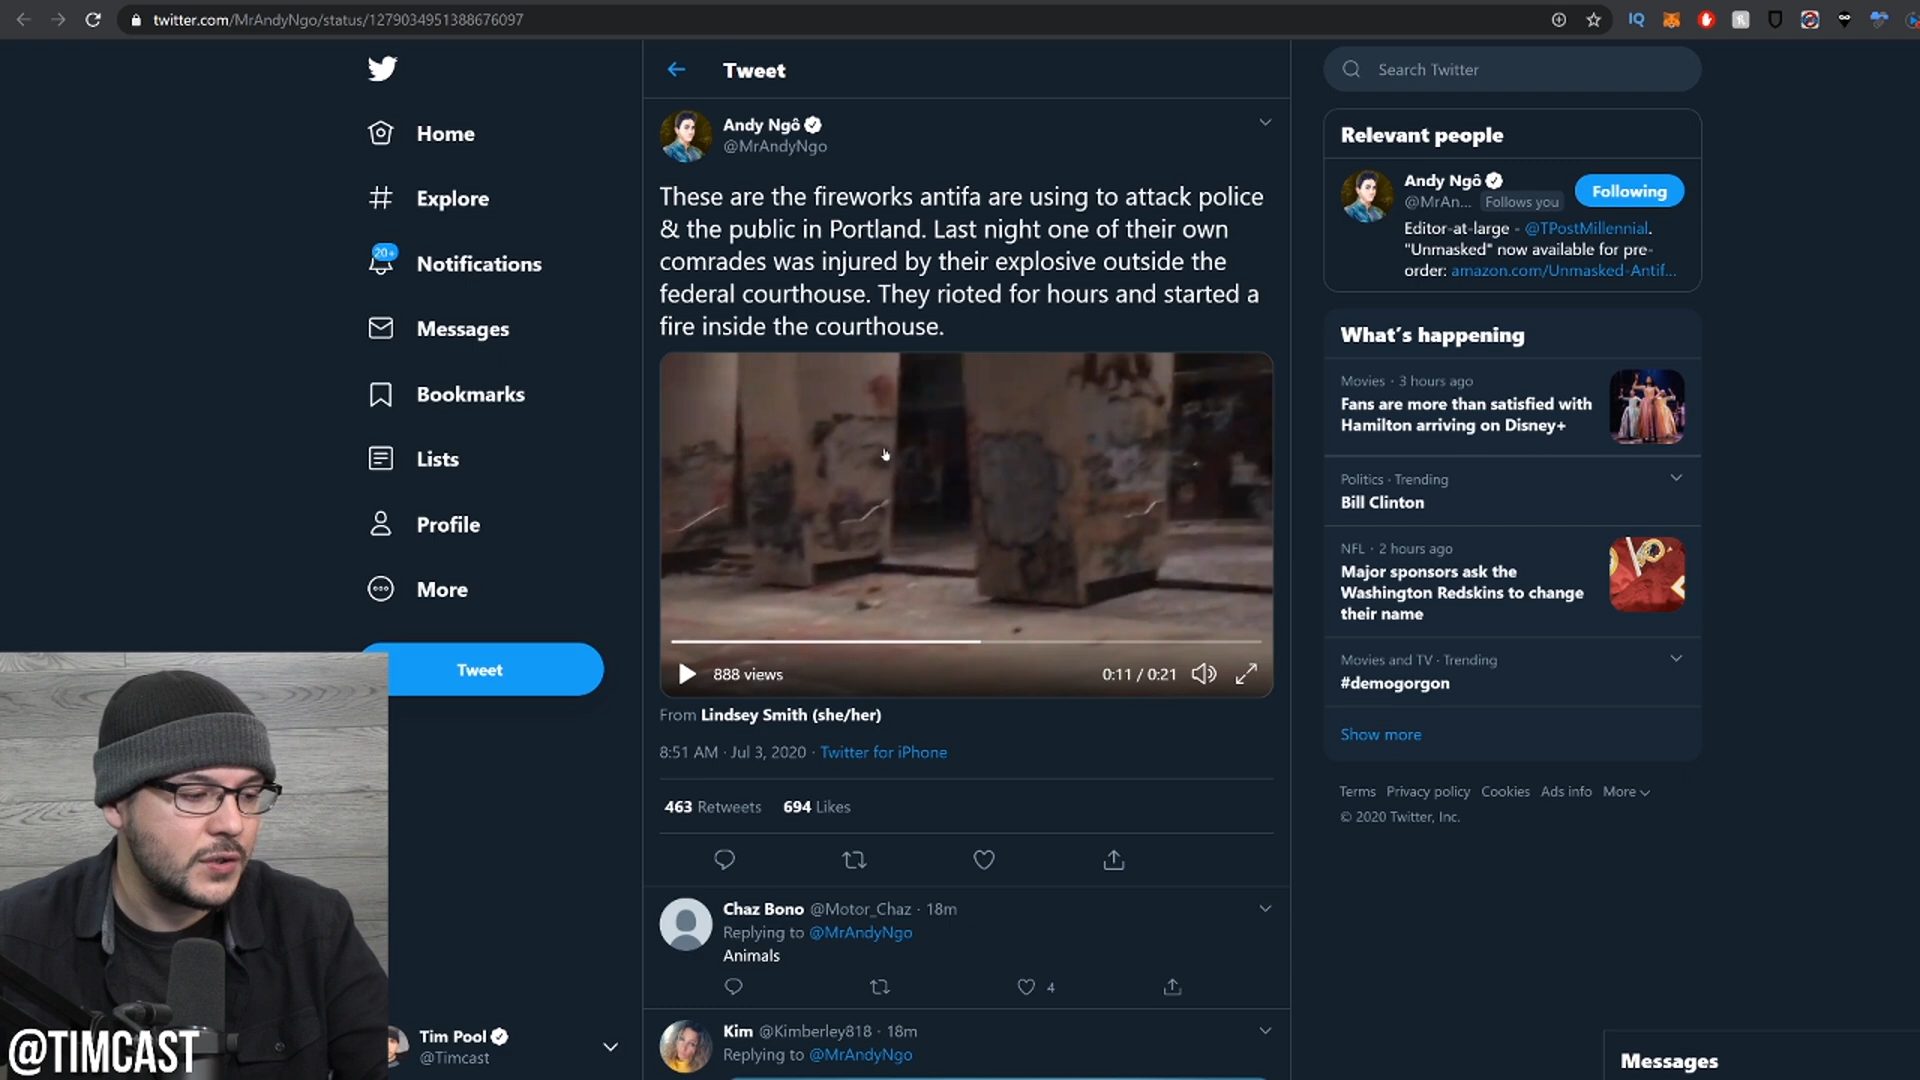 twitter.com/MrAndyNgo/status/1279034951388676097
IQ
Tweet
Search Twitter
Home
Explore
20+
Notifications
Messages
Bookmarks
Lists
Profile
More
Tweet
Andy Ngô
@MrAndyNgo
These are the fireworks antifa are using to attack police
& the public in Portland. Last night one of their own
comrades was injured by their explosive outside the
federal courthouse. They rioted for hours and started a
fire inside the courthouse.
888 views
0:11 / 0:21
From Lindsey Smith (she/her)
8:51 AM · Jul 3, 2020 · Twitter for iPhone
463 Retweets 694 Likes
Chaz Bono @Motor_Chaz · 18m
Replying to @MrAndyNgo
Animals
4
Kim @Kimberley818 · 18m
Replying to @MrAndyNgo
Relevant people
Andy Ngô
@MrAn... Follows you
Following
Editor-at-large - @TPostMillennial.
"Unmasked" now available for pre-
order: amazon.com/Unmasked-Antif...
What's happening
Movies · 3 hours ago
Fans are more than satisfied with
Hamilton arriving on Disney+
Politics · Trending
Bill Clinton
NFL · 2 hours ago
Major sponsors ask the
Washington Redskins to change
their name
Movies and TV · Trending
#demogorgon
Show more
Terms Privacy policy Cookies Ads info More
© 2020 Twitter, Inc.
Tim Pool
@Timcast
@TIMCAST
Messages